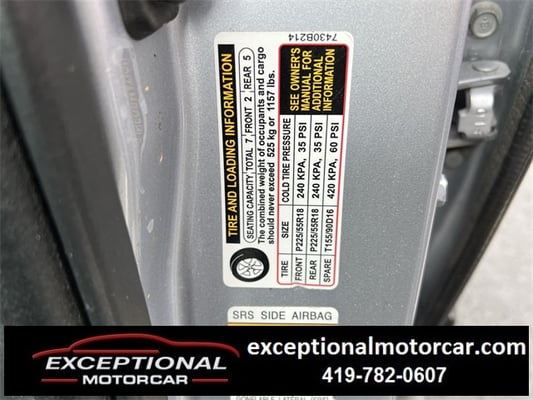 7430B214
TIRE AND LOADING INFORMATION
SEATING CAPACITY TOTAL 7 FRONT 2 REAR 5
The combined weight of occupants and cargo
should never exceed 525 kg or 1157 lbs.
TIRE SIZE COLD TIRE PRESSURE
FRONT P225/55R18 240 KPA, 35 PSI
REAR P225/55R18 240 KPA, 35 PSI
SPARE T155/90D16 420 KPA, 60 PSI
SEE OWNER'S
MANUAL FOR
ADDITIONAL
INFORMATION
SRS SIDE AIRBAG
EXCEPTIONAL
MOTORCAR
exceptionalmotorcar.com
419-782-0607